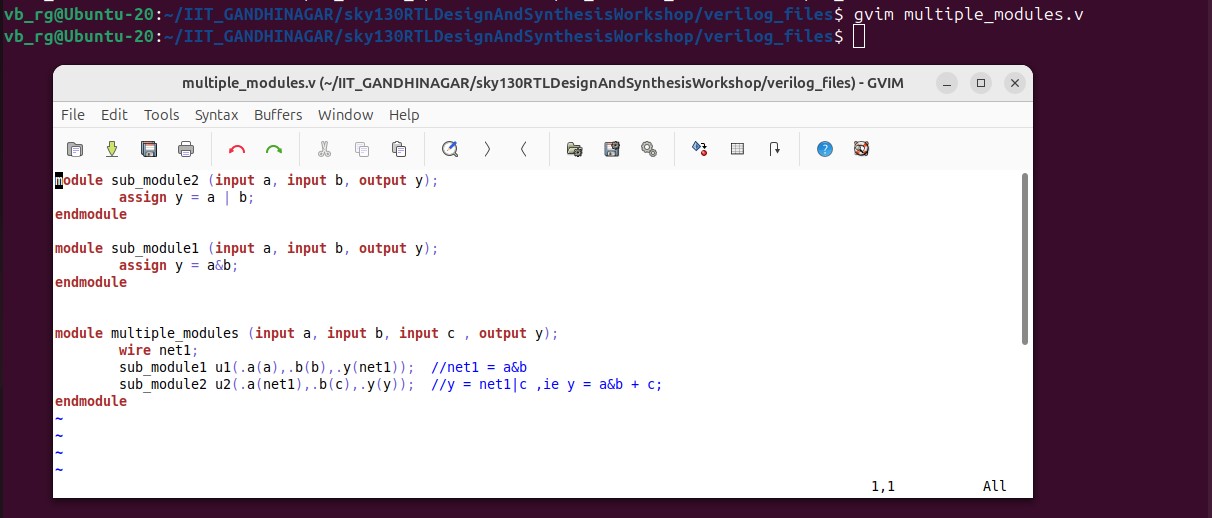 vb_rg@Ubuntu-20:~/IIT_GANDHINAGAR/sky130RTLDesignAndSynthesisWorkshop/verilog_files$ gvim multiple_modules.v
vb_rg@Ubuntu-20:~/IIT_GANDHINAGAR/sky130RTLDesignAndSynthesisWorkshop/verilog_files$
multiple_modules.v (~/IIT_GANDHINAGAR/sky130RTLDesignAndSynthesisWorkshop/verilog_files) - GVIM
File Edit Tools Syntax Buffers Window Help
module sub_module2 (input a, input b, output y);
        assign y = a | b;
endmodule

module sub_module1 (input a, input b, output y);
        assign y = a&b;
endmodule


module multiple_modules (input a, input b, input c , output y);
        wire net1;
        sub_module1 u1(.a(a),.b(b),.y(net1));  //net1 = a&b
        sub_module2 u2(.a(net1),.b(c),.y(y));  //y = net1|c ,ie y = a&b + c;
endmodule
~
~
~
~
1,1 All